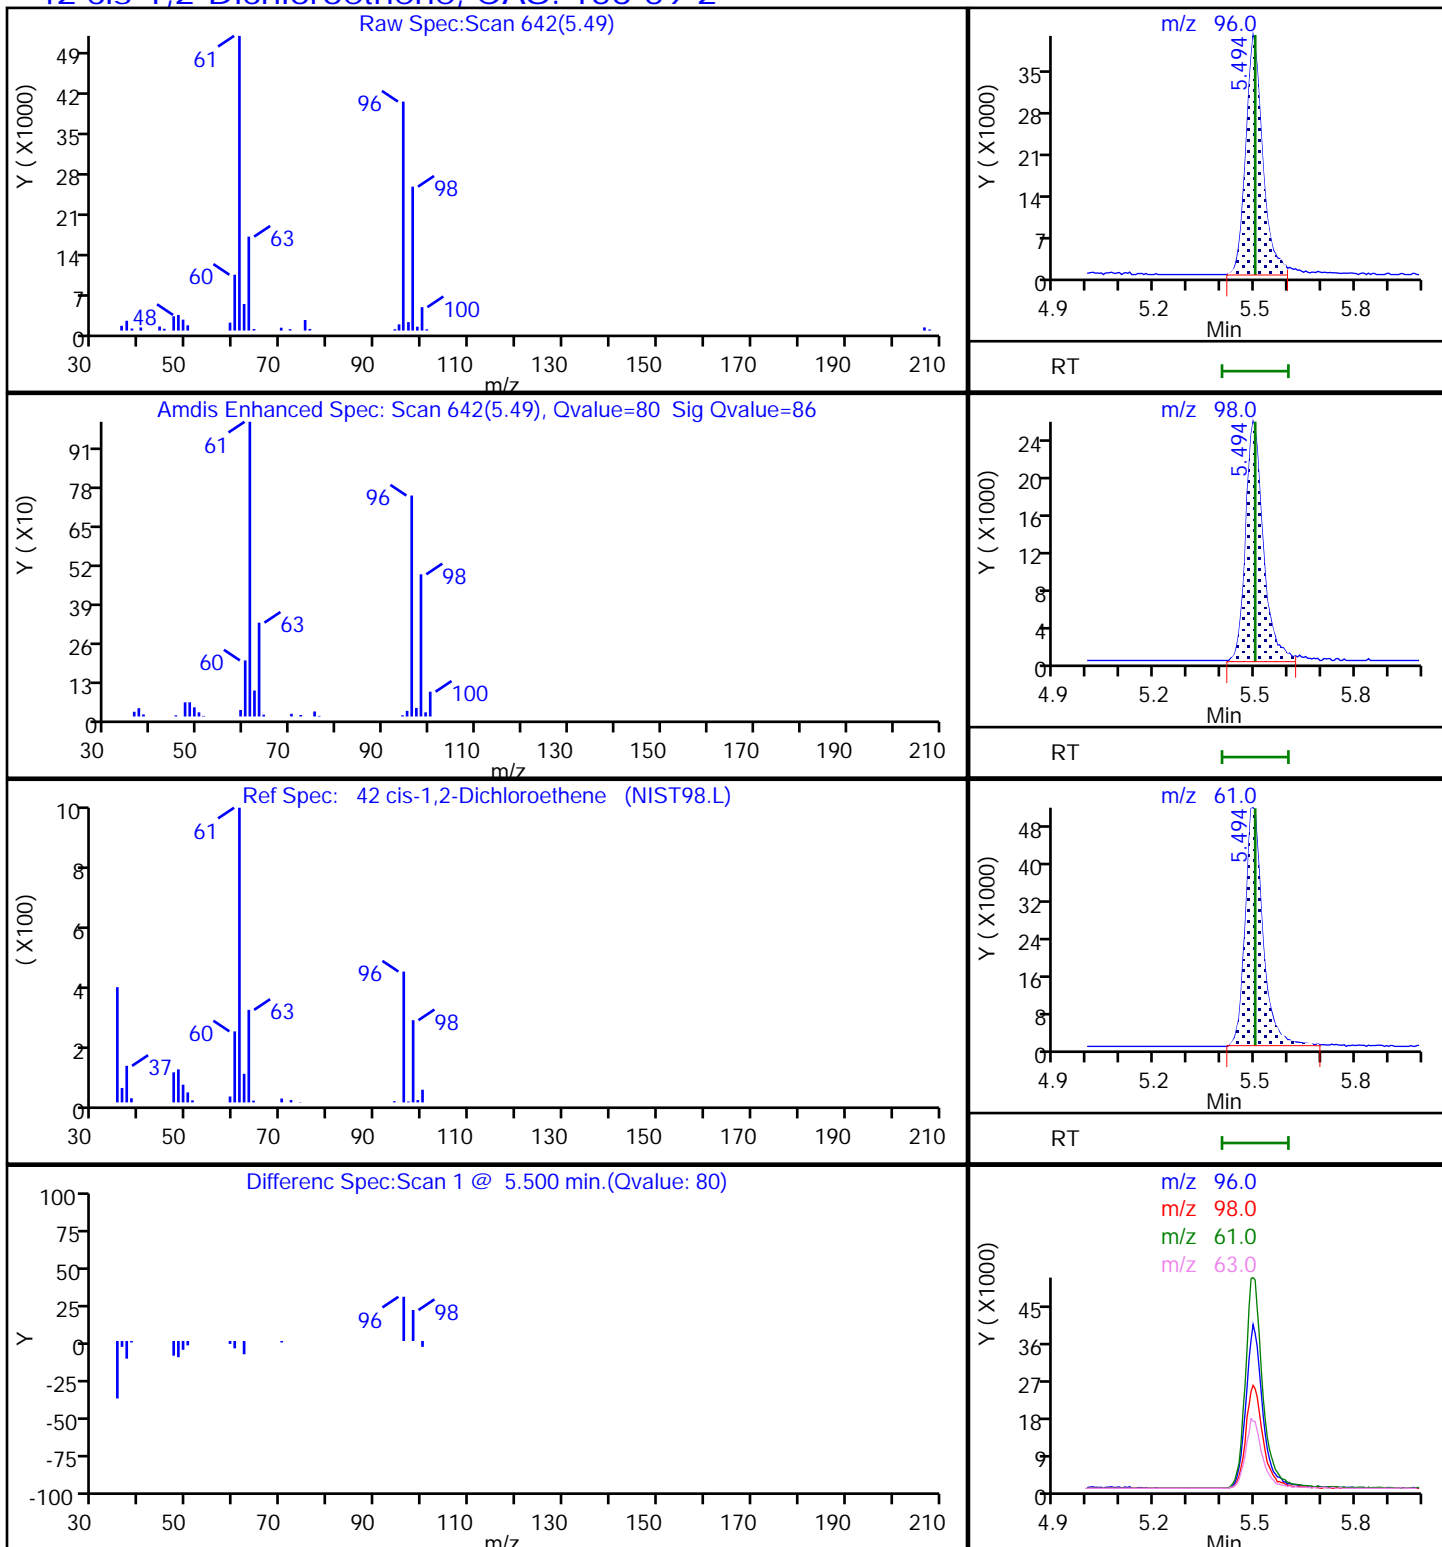 42 cis-1,2-Dichloroethene, CAS: 156-59-2
Raw Spec:Scan 642(5.49)
Y ( X1000)
49
42
35
28
21
14
7
0
61
96
98
63
60
48
100
30 50 70 90 110 130 150 170 190 210
m/z
m/z 96.0
Y ( X1000)
35
28
21
14
7
0
5.494
4.9 5.2 5.5 5.8
Min
RT
Amdis Enhanced Spec: Scan 642(5.49), Qvalue=80 Sig Qvalue=86
Y ( X10)
91
78
65
52
39
26
13
0
61
96
98
63
60
100
30 50 70 90 110 130 150 170 190 210
m/z
m/z 98.0
Y ( X1000)
24
20
16
12
8
4
0
5.494
4.9 5.2 5.5 5.8
Min
RT
Ref Spec: 42 cis-1,2-Dichloroethene (NIST98.L)
( X100)
10
8
6
4
2
0
61
96
63
98
60
37
30 50 70 90 110 130 150 170 190 210
m/z 61.0
Y ( X1000)
48
40
32
24
16
8
0
5.494
4.9 5.2 5.5 5.8
Min
RT
Differenc Spec:Scan 1 @ 5.500 min.(Qvalue: 80)
Y
100
75
50
25
0
-25
-50
-75
-100
96
98
30 50 70 90 110 130 150 170 190 210
m/z
m/z 96.0
m/z 98.0
m/z 61.0
m/z 63.0
Y ( X1000)
45
36
27
18
9
0
4.9 5.2 5.5 5.8
Min